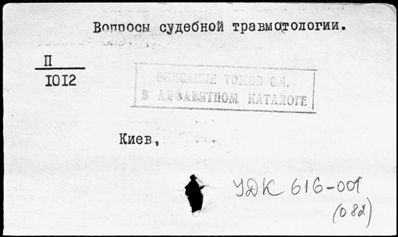 Вопросы судебной травматологии.
П
1012
ОПИСАНИЕ ТОМОВ СМ.
В АЛФАВИТНОМ КАТАЛОГЕ
Киев,
УДК 616-001
(082)